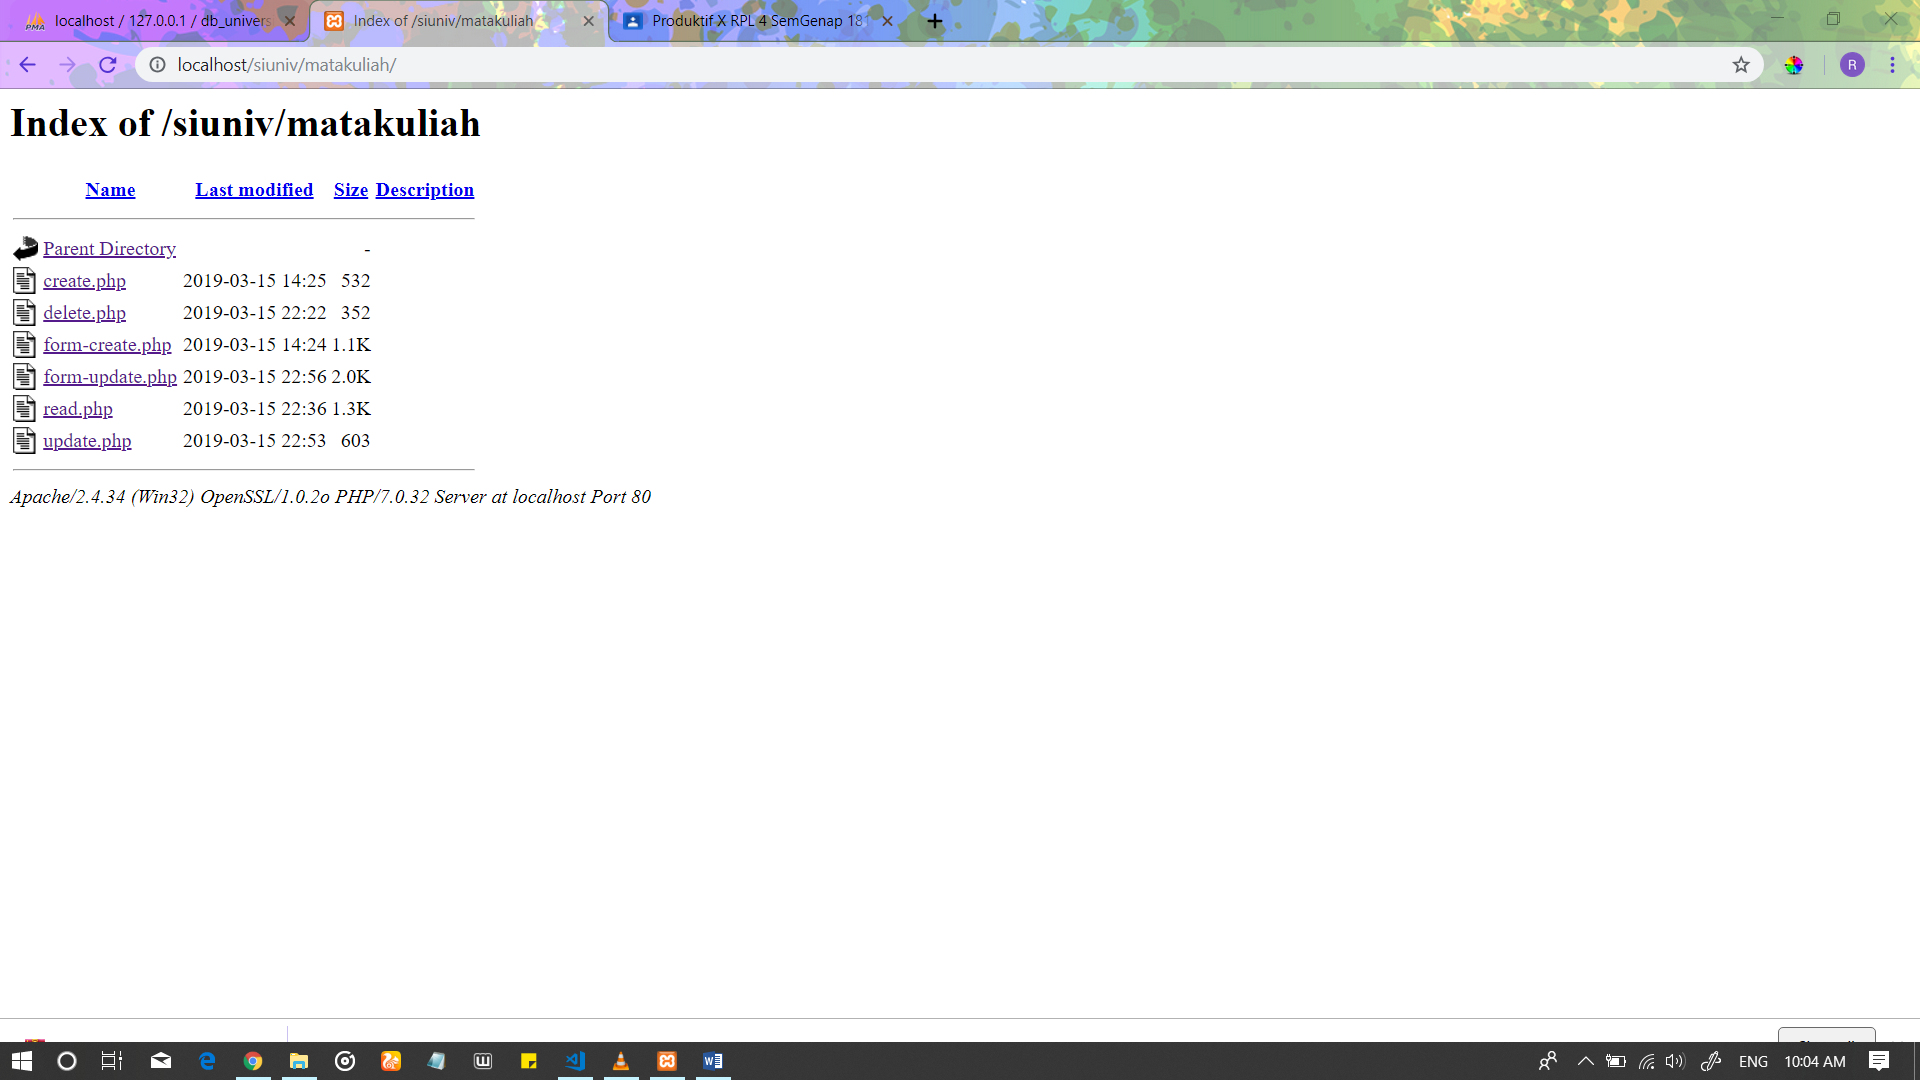 localhost / 127.0.0.1 / db_univers
Index of /siuniv/matakuliah
Produktif X RPL 4 SemGenap 181
localhost/siuniv/matakuliah/
R
Index of /siuniv/matakuliah
Name Last modified Size Description
Parent Directory -
create.php 2019-03-15 14:25 532
delete.php 2019-03-15 22:22 352
form-create.php 2019-03-15 14:24 1.1K
form-update.php 2019-03-15 22:56 2.0K
read.php 2019-03-15 22:36 1.3K
update.php 2019-03-15 22:53 603
Apache/2.4.34 (Win32) OpenSSL/1.0.2o PHP/7.0.32 Server at localhost Port 80
ENG 10:04 AM